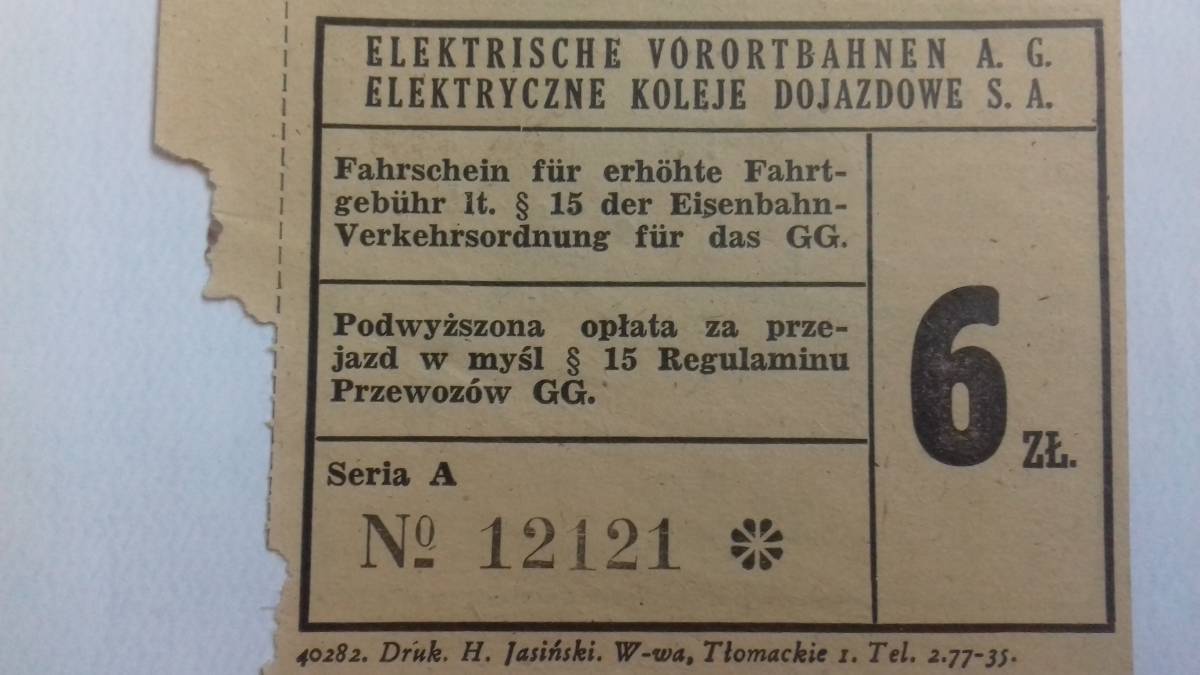 ELEKTRISCHE VORORTBAHNEN A. G.
ELEKTRYCZNE KOLEJE DOJAZDOWE S. A.
Fahrschein für erhöhte Fahrt-
gebühr lt. § 15 der Eisenbahn-
Verkehrsordnung für das GG.
Podwyższona opłata za prze-
jazd w myśl § 15 Regulaminu
Przewozów GG.
6 ZŁ.
Seria A
Nº 12121
40282. Druk. H. Jasiński. W-wa, Tłomackie 1. Tel. 2.77-35.